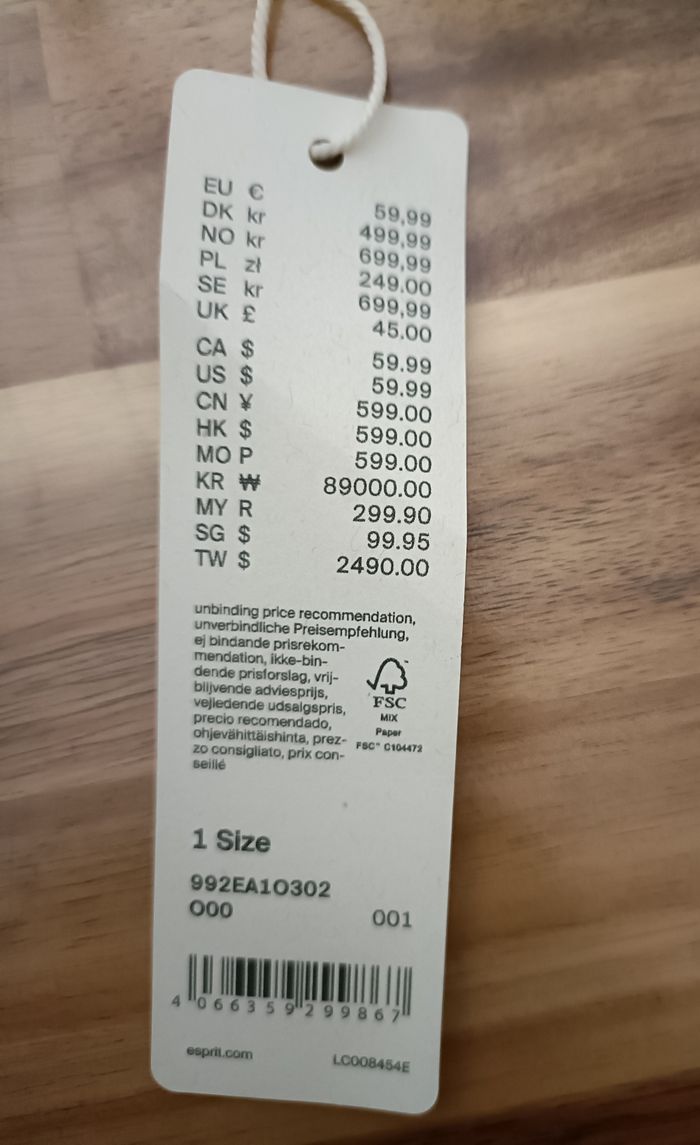 EU € 59,99
DK kr 499,99
NO kr 699,99
PL zł 249.00
SE kr 699,99
UK £ 45.00
CA $ 59.99
US $ 59.99
CN ¥ 599.00
HK $ 599.00
MO P 599.00
KR ₩ 89000.00
MY R 299.90
SG $ 99.95
TW $ 2490.00
unbinding price recommendation,
unverbindliche Preisempfehlung,
ej bindande prisrekom-
mendation, ikke-bin-
dende prisforslag, vrij-
blijvende adviesprijs,
vejledende udsalgspris,
precio recomendado,
ohjevähittäishinta, prez-
zo consigliato, prix con-
seillé
FSC
MIX
Paper
FSC™ C104472
1 Size
992EA1O302
O00 001
4 066359 299867
esprit.com LC008454E